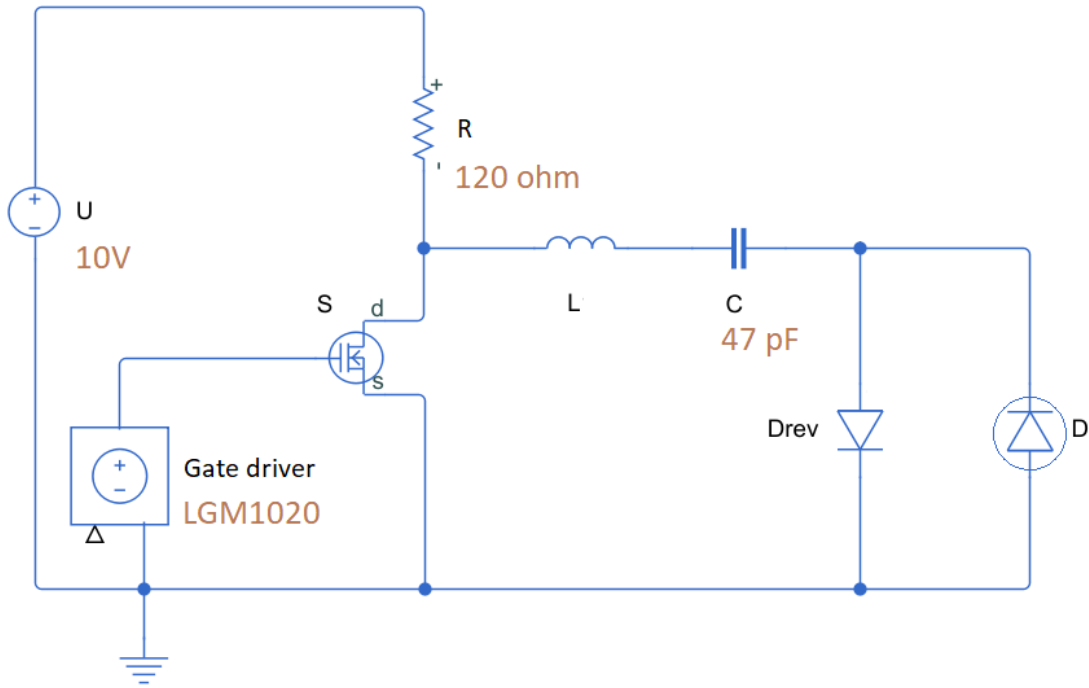 +
R
-
120 ohm
+
-
U
10V
S
d
s
L
C
47 pF
Drev
D
+
-
Gate driver
LGM1020